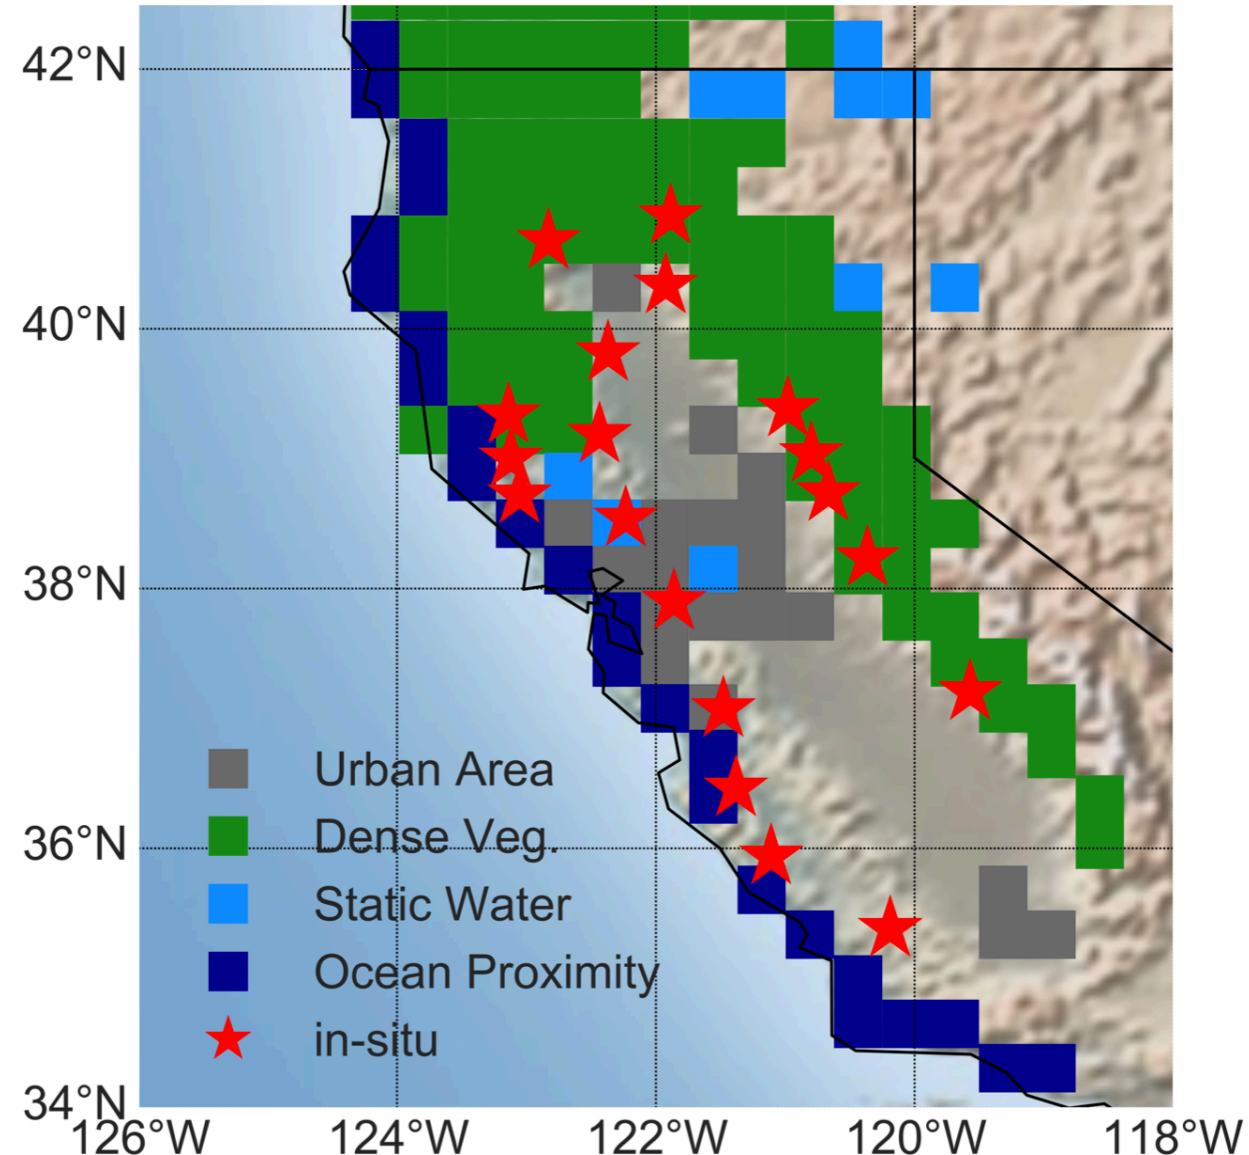 42°N
40°N
38°N
36°N
34°N
Urban Area
Dense Veg.
Static Water
Ocean Proximity
in-situ
126°W 124°W 122°W 120°W 118°W